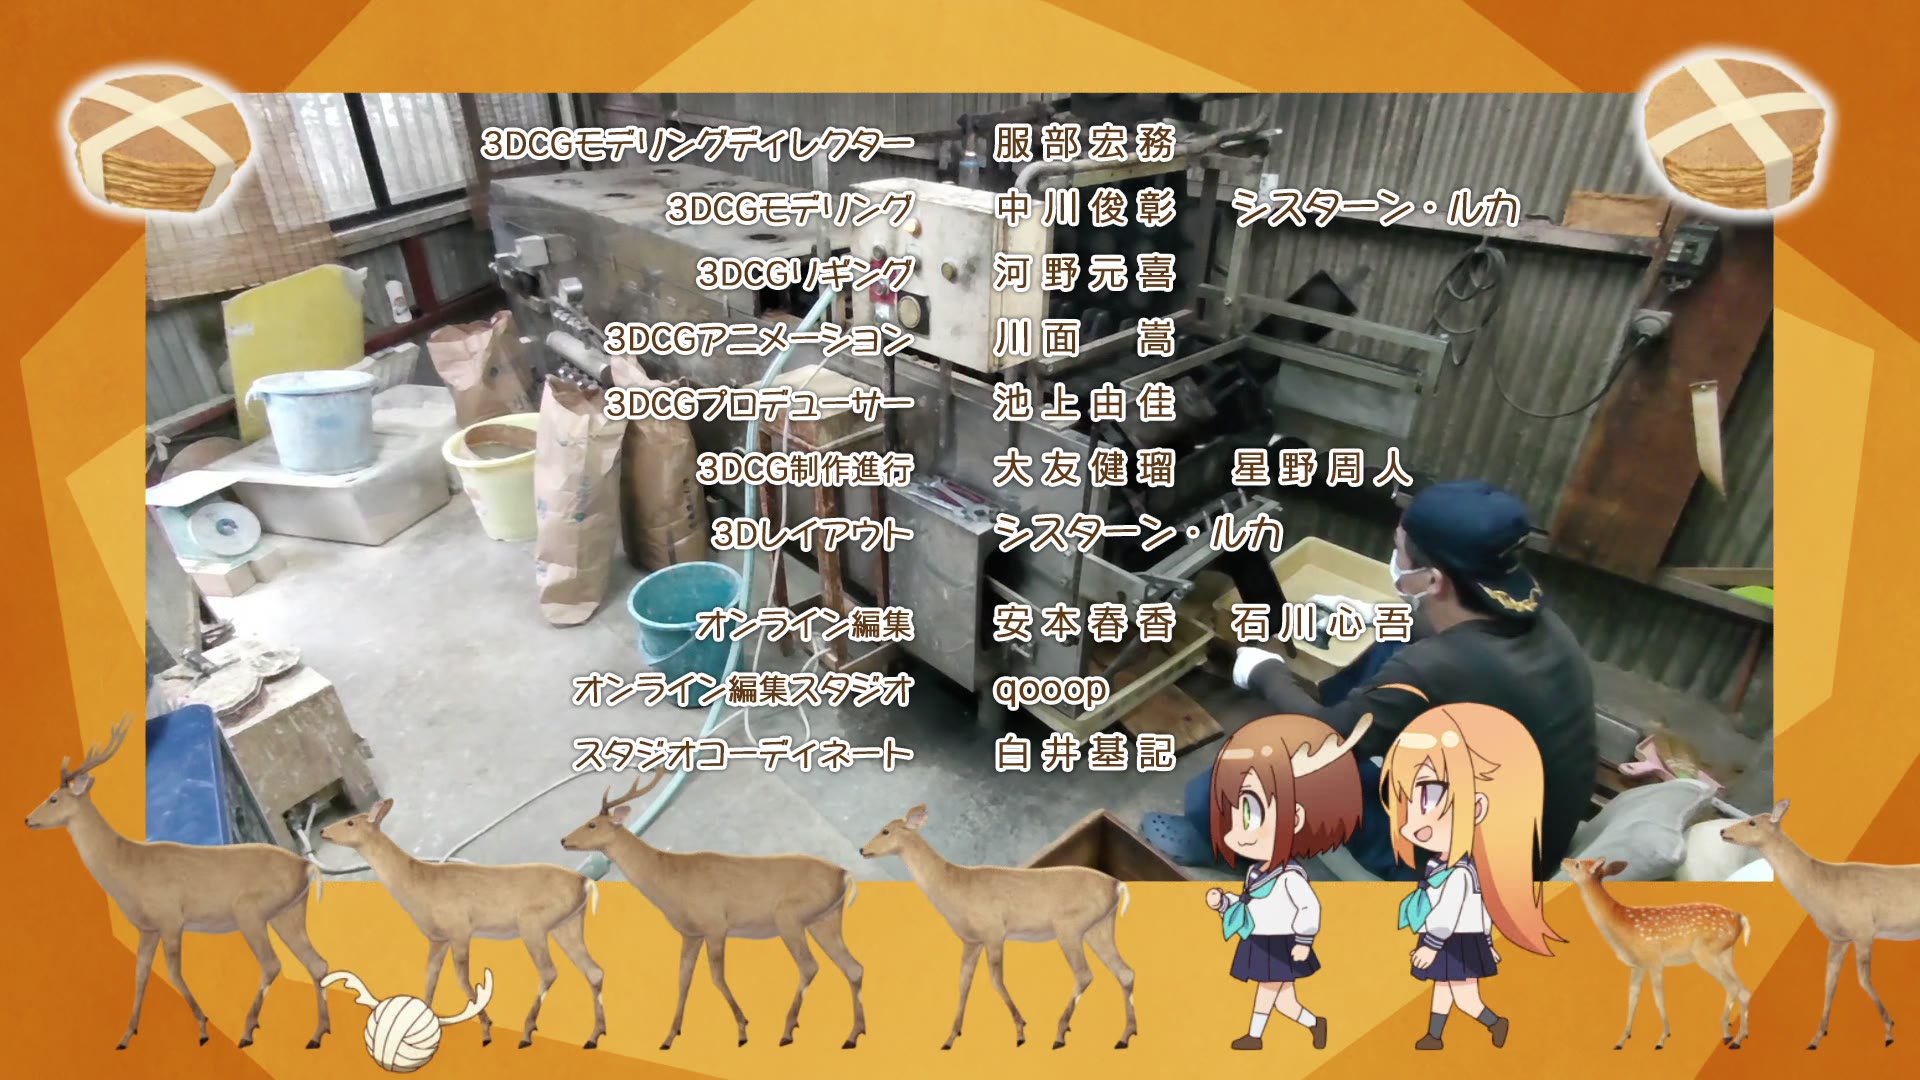 3DCGモデリングディレクター 服部宏務
3DCGモデリング 中川俊彰 シスターン・ルカ
3DCGリギング 河野元喜
3DCGアニメーション 川面 嵩
3DCGプロデューサー 池上由佳
3DCG制作進行 大友健瑠 星野周人
3Dレイアウト シスターン・ルカ
オンライン編集 安本春香 石川心吾
オンライン編集スタジオ qooop
スタジオコーディネート 白井基記